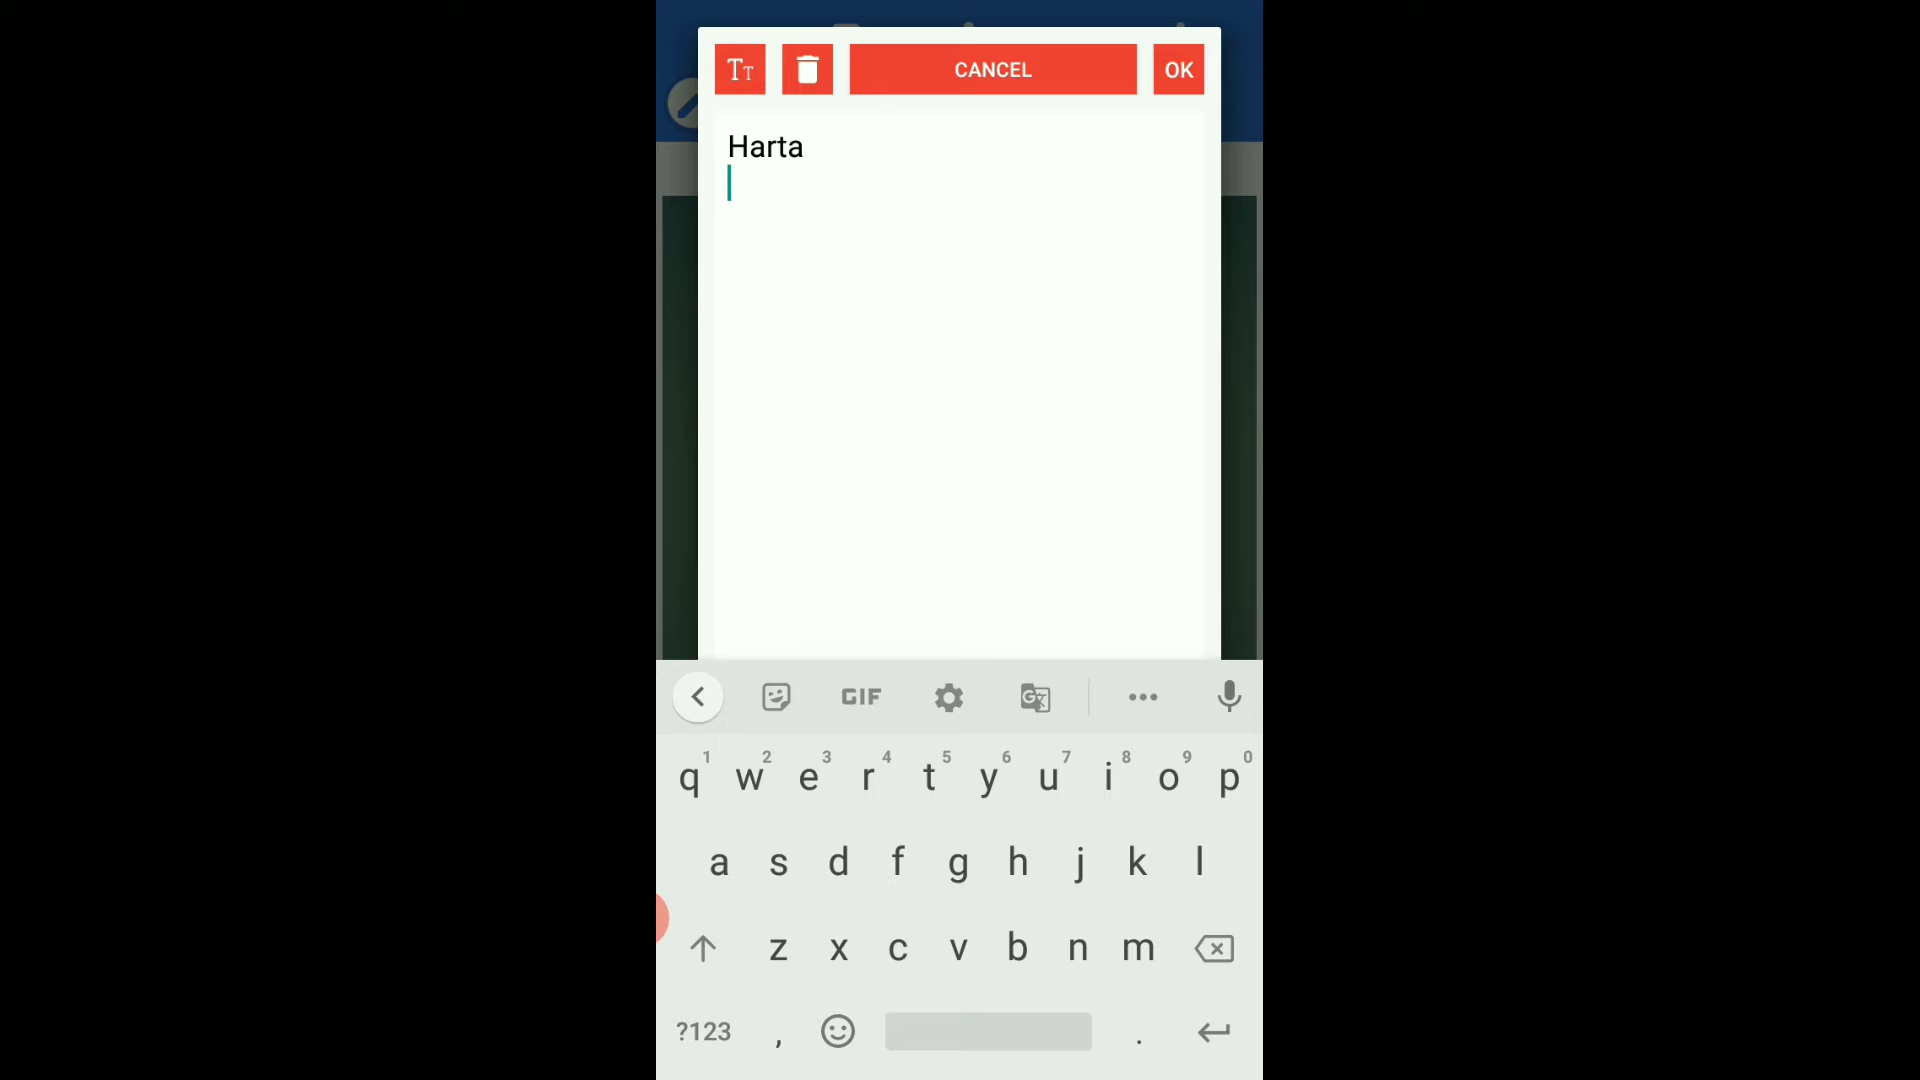 Tт CANCEL OK
Harta
GIF
1 2 3 4 5 6 7 8 9 0
q w e r t y u i o p
a s d f g h j k l
z x c v b n m
?123 , .